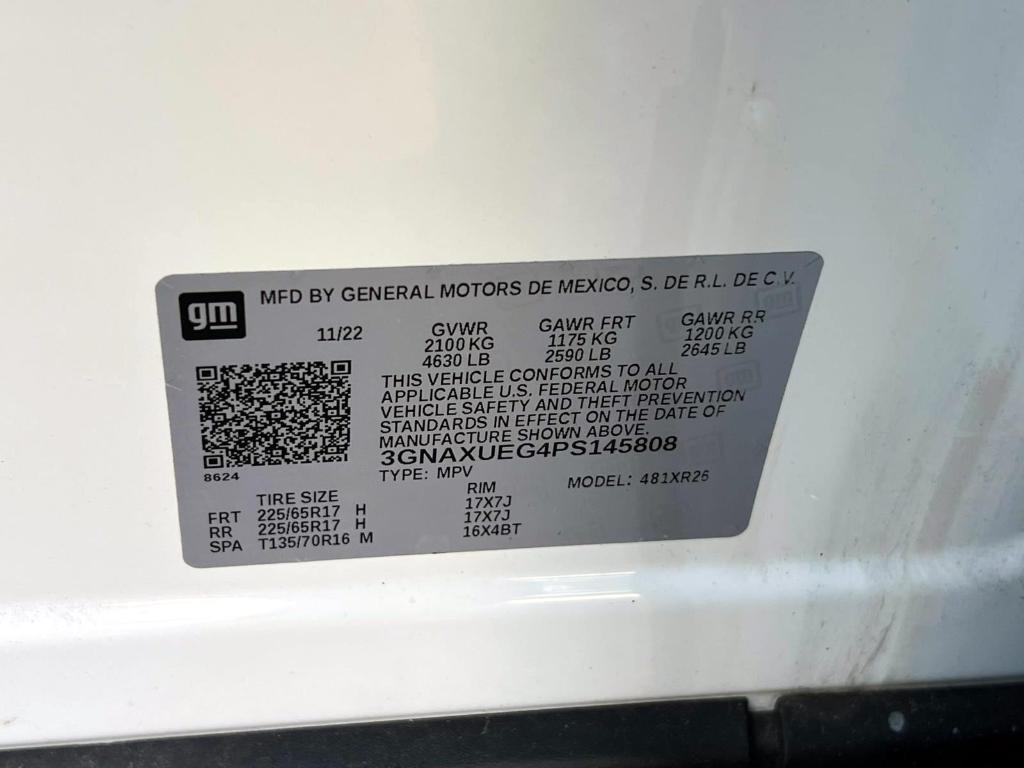 gm
MFD BY GENERAL MOTORS DE MEXICO, S. DE R.L. DE C.V.
11/22 GVWR GAWR FRT GAWR RR
2100 KG 1175 KG 1200 KG
4630 LB 2590 LB 2645 LB
THIS VEHICLE CONFORMS TO ALL
APPLICABLE U.S. FEDERAL MOTOR
VEHICLE SAFETY AND THEFT PREVENTION
STANDARDS IN EFFECT ON THE DATE OF
MANUFACTURE SHOWN ABOVE.
3GNAXUEG4PS145808
8624
TYPE: MPV MODEL: 481XR26
TIRE SIZE RIM
FRT 225/65R17 H 17X7J
RR 225/65R17 H 17X7J
SPA T135/70R16 M 16X4BT